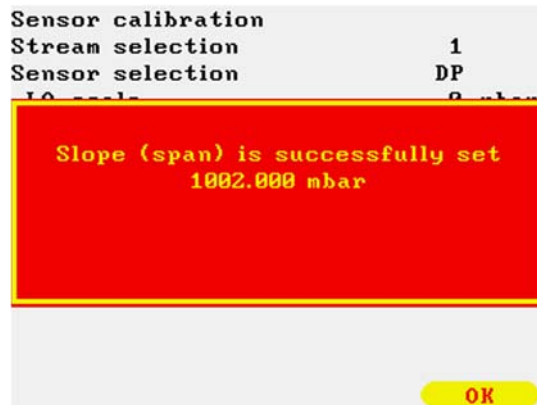 Sensor calibration
Stream selection 1
Sensor selection DP
Slope (span) is successfully set
1002.000 mbar
OK